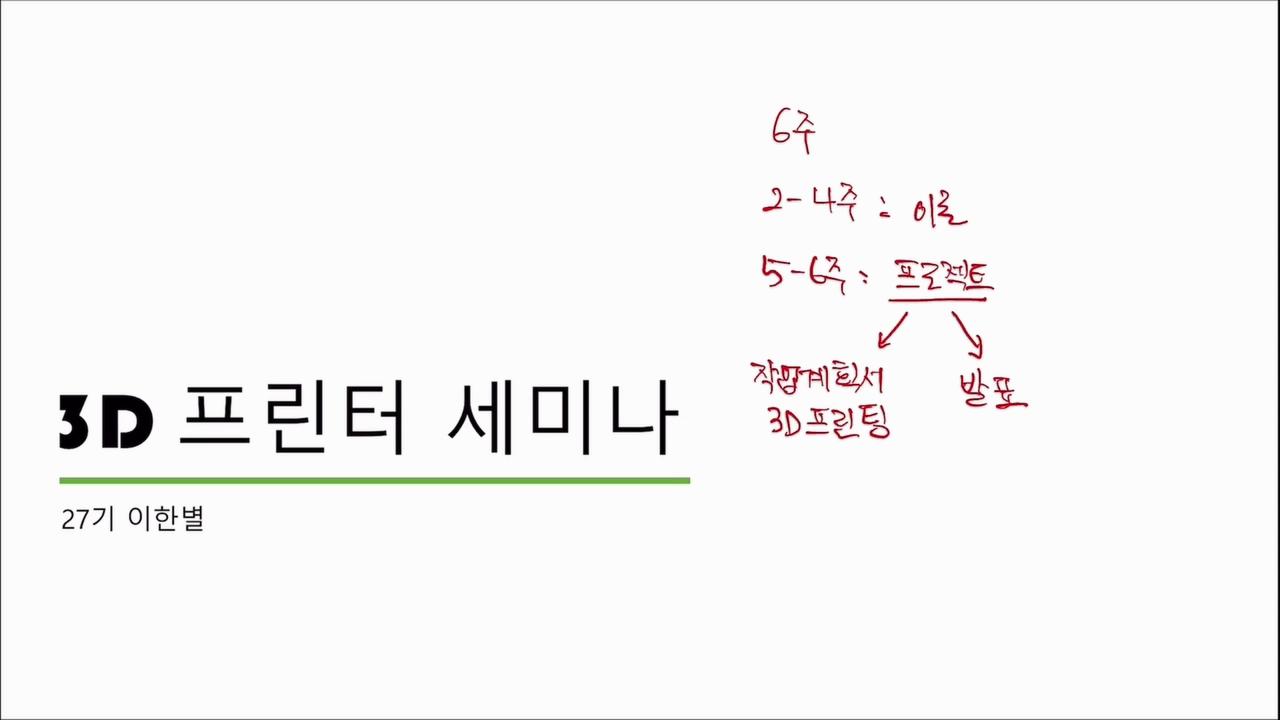 6주
2-4주 : 이론
5-6주 : 프로젝트
작업계획서
3D프린팅
발표
3D 프린터 세미나
27기 이한별